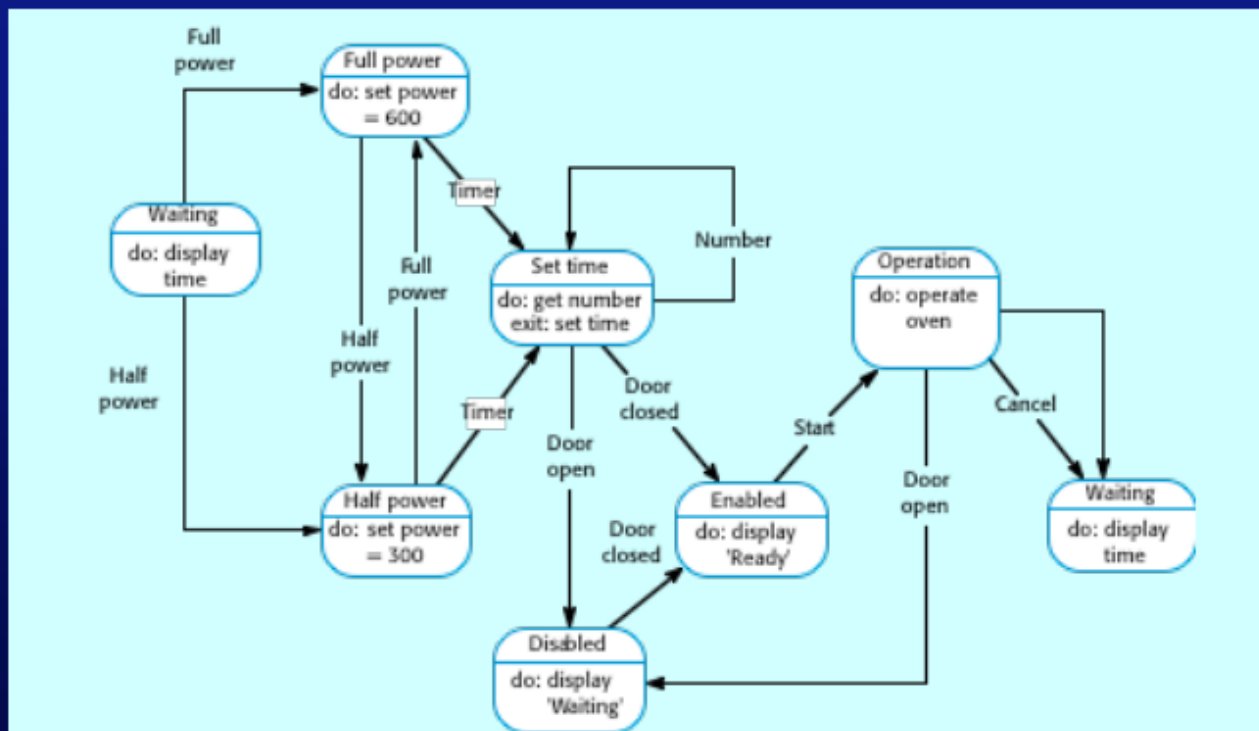 Full
power
Full power
do: set power
= 600
Timer
Waiting
do: display
time
Number
Full
power
Set time
do: get number
exit: set time
Operation
do: operate
oven
Half
power
Half
power
Door
closed
Cancel
Timer
Start
Door
open
Door
open
Half power
do: set power
= 300
Enabled
do: display
'Ready'
Waiting
do: display
time
Door
closed
Disabled
do: display
'Waiting'